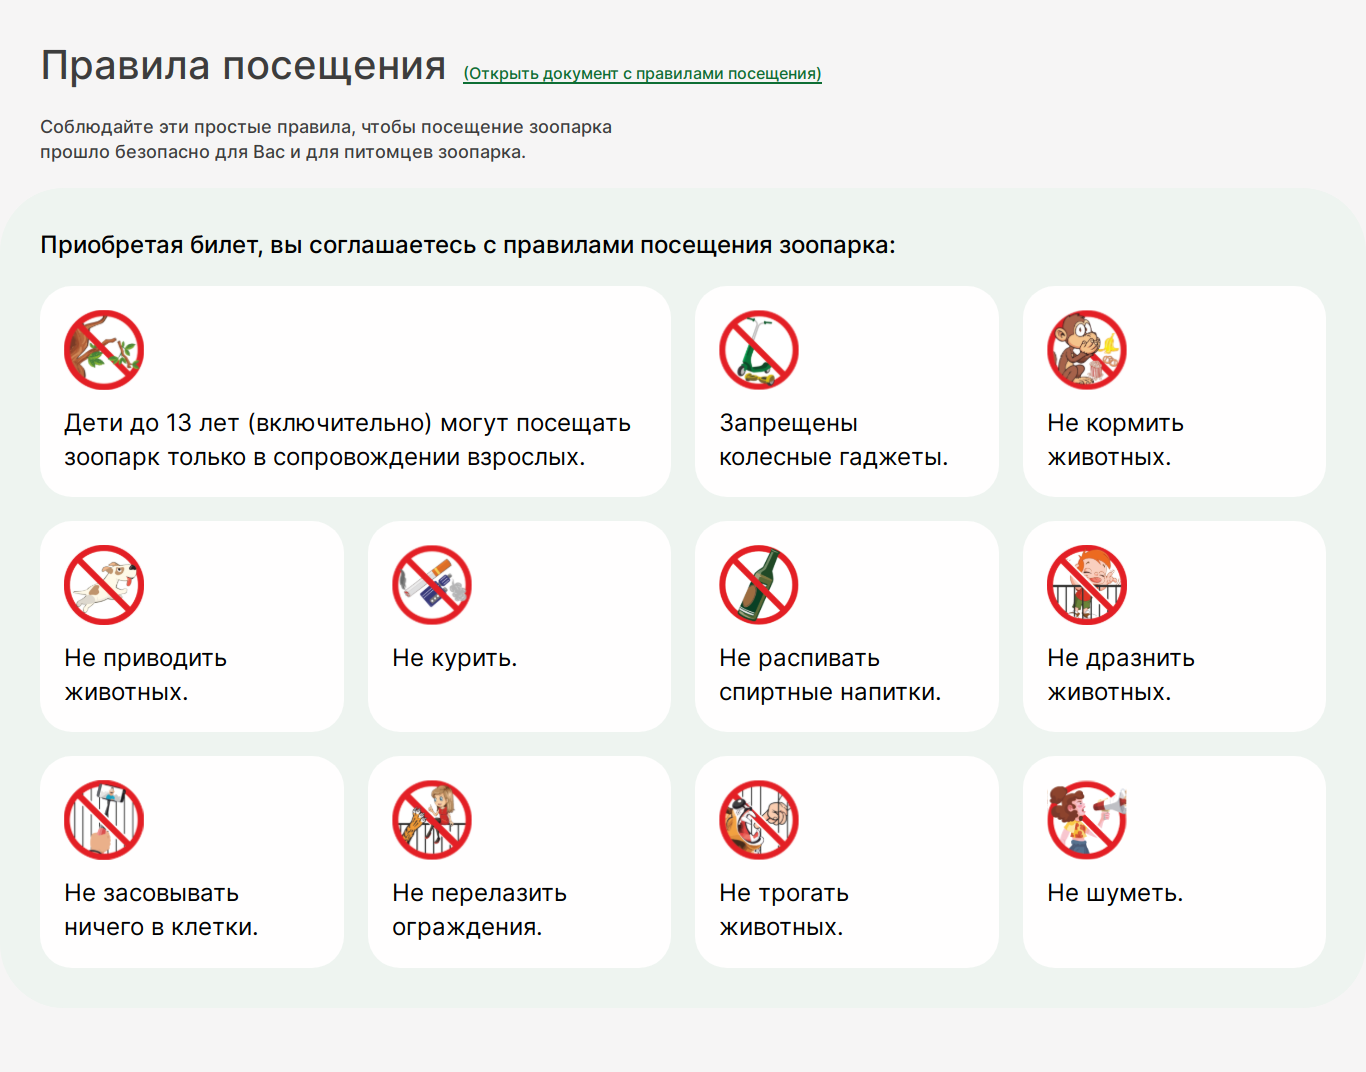 Правила посещения (Открыть документ с правилами посещения)
Соблюдайте эти простые правила, чтобы посещение зоопарка
прошло безопасно для Вас и для питомцев зоопарка.
Приобретая билет, вы соглашаетесь с правилами посещения зоопарка:
Дети до 13 лет (включительно) могут посещать
зоопарк только в сопровождении взрослых.
Запрещены
колесные гаджеты.
Не кормить
животных.
Не приводить
животных.
Не курить.
Не распивать
спиртные напитки.
Не дразнить
животных.
Не засовывать
ничего в клетки.
Не перелазить
ограждения.
Не трогать
животных.
Не шуметь.